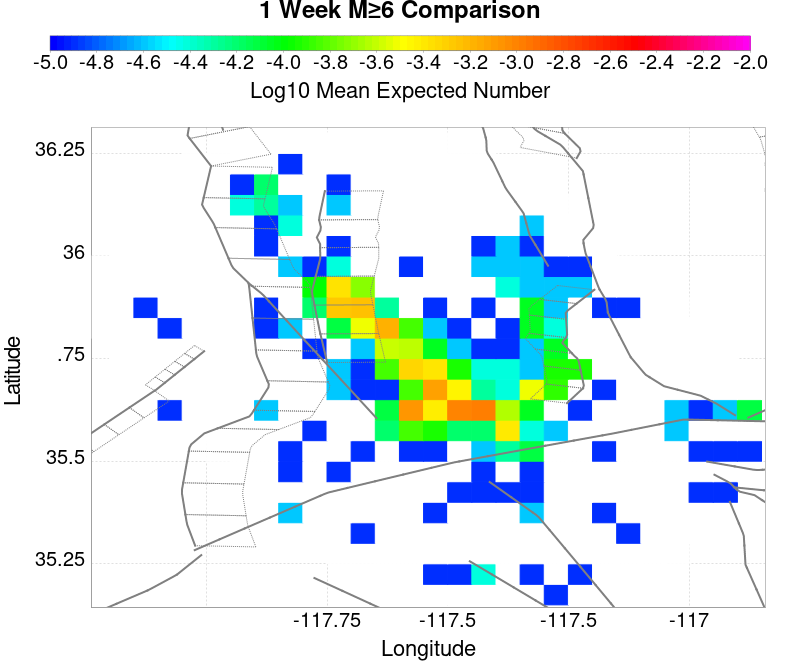 1 Week M≥6 Comparison
-5.0 -4.8 -4.6 -4.4 -4.2 -4.0 -3.8 -3.6 -3.4 -3.2 -3.0 -2.8 -2.6 -2.4 -2.2 -2.0
Log10 Mean Expected Number
36.25
36
.75
35.5
35.25
Latitude
-117.75 -117.5 -117.5 -117
Longitude